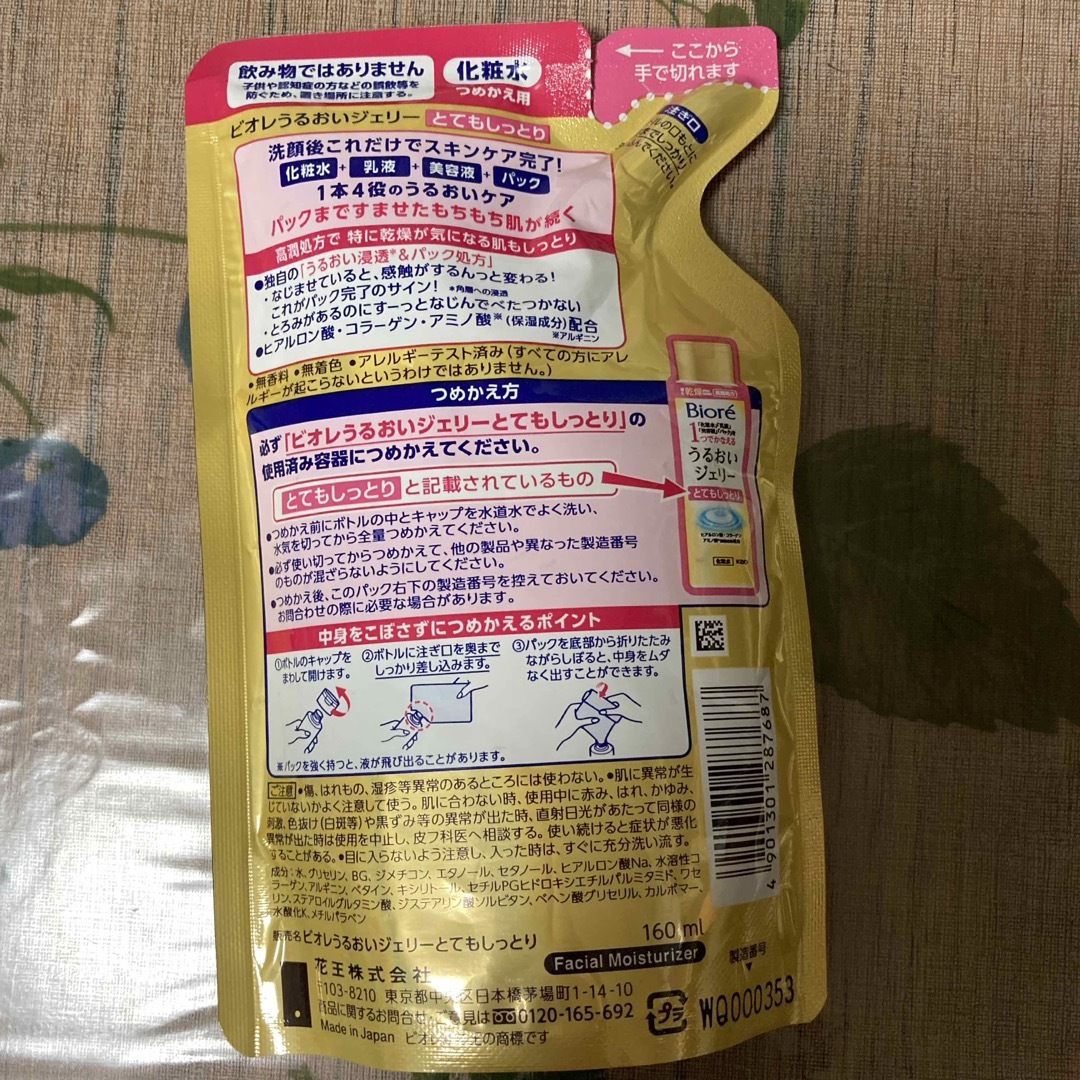 飲み物ではありません
子供や認知症の方などの誤飲等を
防ぐため、置き場所に注意する。
化粧水
つめかえ用
ここから
手で切れます
注ぎ口
ビオレうるおいジェリー とてもしっとり
洗顔後これだけでスキンケア完了!
化粧水+乳液+美容液+パック
1本4役のうるおいケア
パックまですませたもちもち肌が続く
高潤処方で 特に乾燥が気になる肌もしっとり
●独自の「うるおい浸透*&パック処方」
・なじませていると、感触がするんっと変わる!
これがパック完了のサイン! *角層への浸透
・とろみがあるのにすーっとなじんでべたつかない
●ヒアルロン酸・コラーゲン・アミノ酸※(保湿成分)配合
※アルギニン
●無香料 ●無着色 ●アレルギーテスト済み(すべての方にアレ
ルギーが起こらないというわけではありません。)
つめかえ方
必ず「ビオレうるおいジェリーとてもしっとり」の
使用済み容器につめかえてください。
とてもしっとり と記載されているもの
●つめかえ前にボトルの中とキャップを水道水でよく洗い、
水気を切ってから全量つめかえてください。
●必ず使い切ってからつめかえて、他の製品や異なった製造番号
のものが混ざらないようにしてください。
●つめかえ後、このパック右下の製造番号を控えておいてください。
お問合わせの際に必要な場合があります。
Bioré
1つでかなえる
うるおい
ジェリー
とてもしっとり
化粧水 Kao
中身をこぼさずにつめかえるポイント
①ボトルのキャップを
まわして開けます。
②ボトルに注ぎ口を奥まで
しっかり差し込みます。
③パックを底部から折りたたみ
ながらしぼると、中身をムダ
なく出すことができます。
※パックを強く持つと、液が飛び出ることがあります。
ご注意 ●傷、はれもの、湿疹等異常のあるところには使わない。●肌に異常が生
じていないかよく注意して使う。肌に合わない時、使用中に赤み、はれ、かゆみ、
刺激、色抜け(白斑等)や黒ずみ等の異常が出た時、直射日光があたって同様の
異常が出た時は使用を中止し、皮フ科医へ相談する。使い続けると症状が悪化
することがある。●目に入らないよう注意し、入った時は、すぐに充分洗い流す。
成分:水、グリセリン、BG、ジメチコン、エタノール、セタノール、ヒアルロン酸Na、水溶性コ
ラーゲン、アルギニン、ベタイン、キシリトール、セチルPGヒドロキシエチルパルミタミド、ワセ
リン、ステアロイルグルタミン酸、ジステアリン酸ソルビタン、ベヘン酸グリセリル、カルボマー、
水酸化K、メチルパラベン
販売名 ビオレうるおいジェリーとてもしっとり
160 ml
Facial Moisturizer
花王株式会社
〒103-8210 東京都中央区日本橋茅場町1-14-10
商品に関するお問合せ・ご意見は 0120-165-692
Made in Japan ビオレは花王の商標です
プラ
製造番号
WQ000353
4 901301 287687